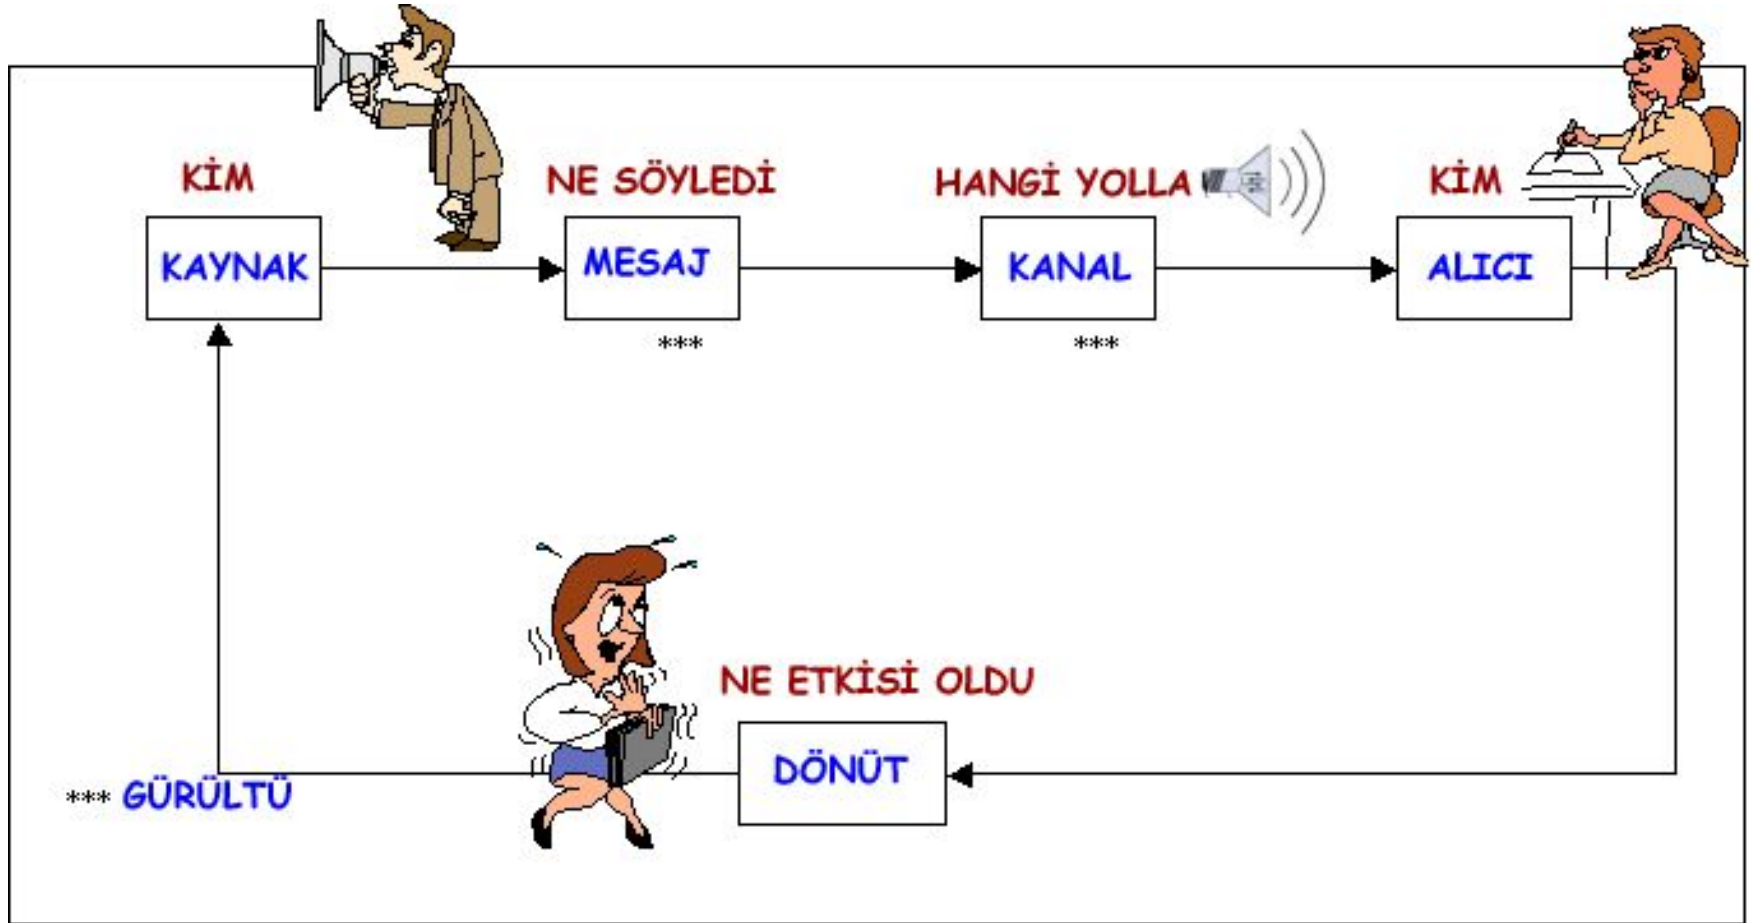 KİM
NE SÖYLEDİ
HANGİ YOLLA
KİM
KAYNAK
MESAJ
KANAL
ALICI
***
***
NE ETKİSİ OLDU
DÖNÜT
*** GÜRÜLTÜ